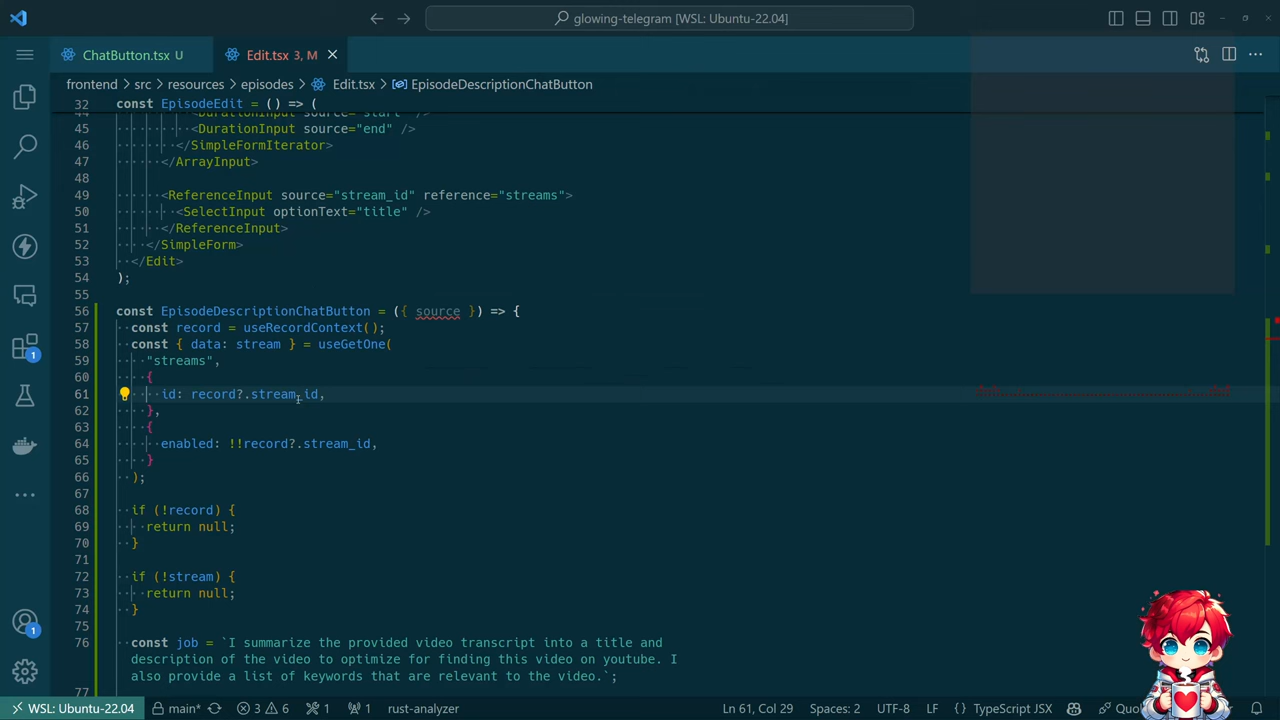 glowing-telegram [WSL: Ubuntu-22.04]
ChatButton.tsx U
Edit.tsx 3, M
frontend > src > resources > episodes > Edit.tsx > EpisodeDescriptionChatButton
32 const EpisodeEdit = () => (
44 <DurationInput source="start" />
45 <DurationInput source="end" />
46 </SimpleFormIterator>
47 </ArrayInput>
48
49 <ReferenceInput source="stream_id" reference="streams">
50 <SelectInput optionText="title" />
51 </ReferenceInput>
52 </SimpleForm>
53 </Edit>
54 );
55
56 const EpisodeDescriptionChatButton = ({ source }) => {
57 const record = useRecordContext();
58 const { data: stream } = useGetOne(
59 "streams",
60 {
61 id: record?.stream_id,
62 },
63 {
64 enabled: !!record?.stream_id,
65 }
66 );
67
68 if (!record) {
69 return null;
70 }
71
72 if (!stream) {
73 return null;
74 }
75
76 const job = `I summarize the provided video transcript into a title and
description of the video to optimize for finding this video on youtube. I
also provide a list of keywords that are relevant to the video.`;
77
1
1
WSL: Ubuntu-22.04 main* 3 6 1 1 rust-analyzer Ln 61, Col 29 Spaces: 2 UTF-8 LF {} TypeScript JSX